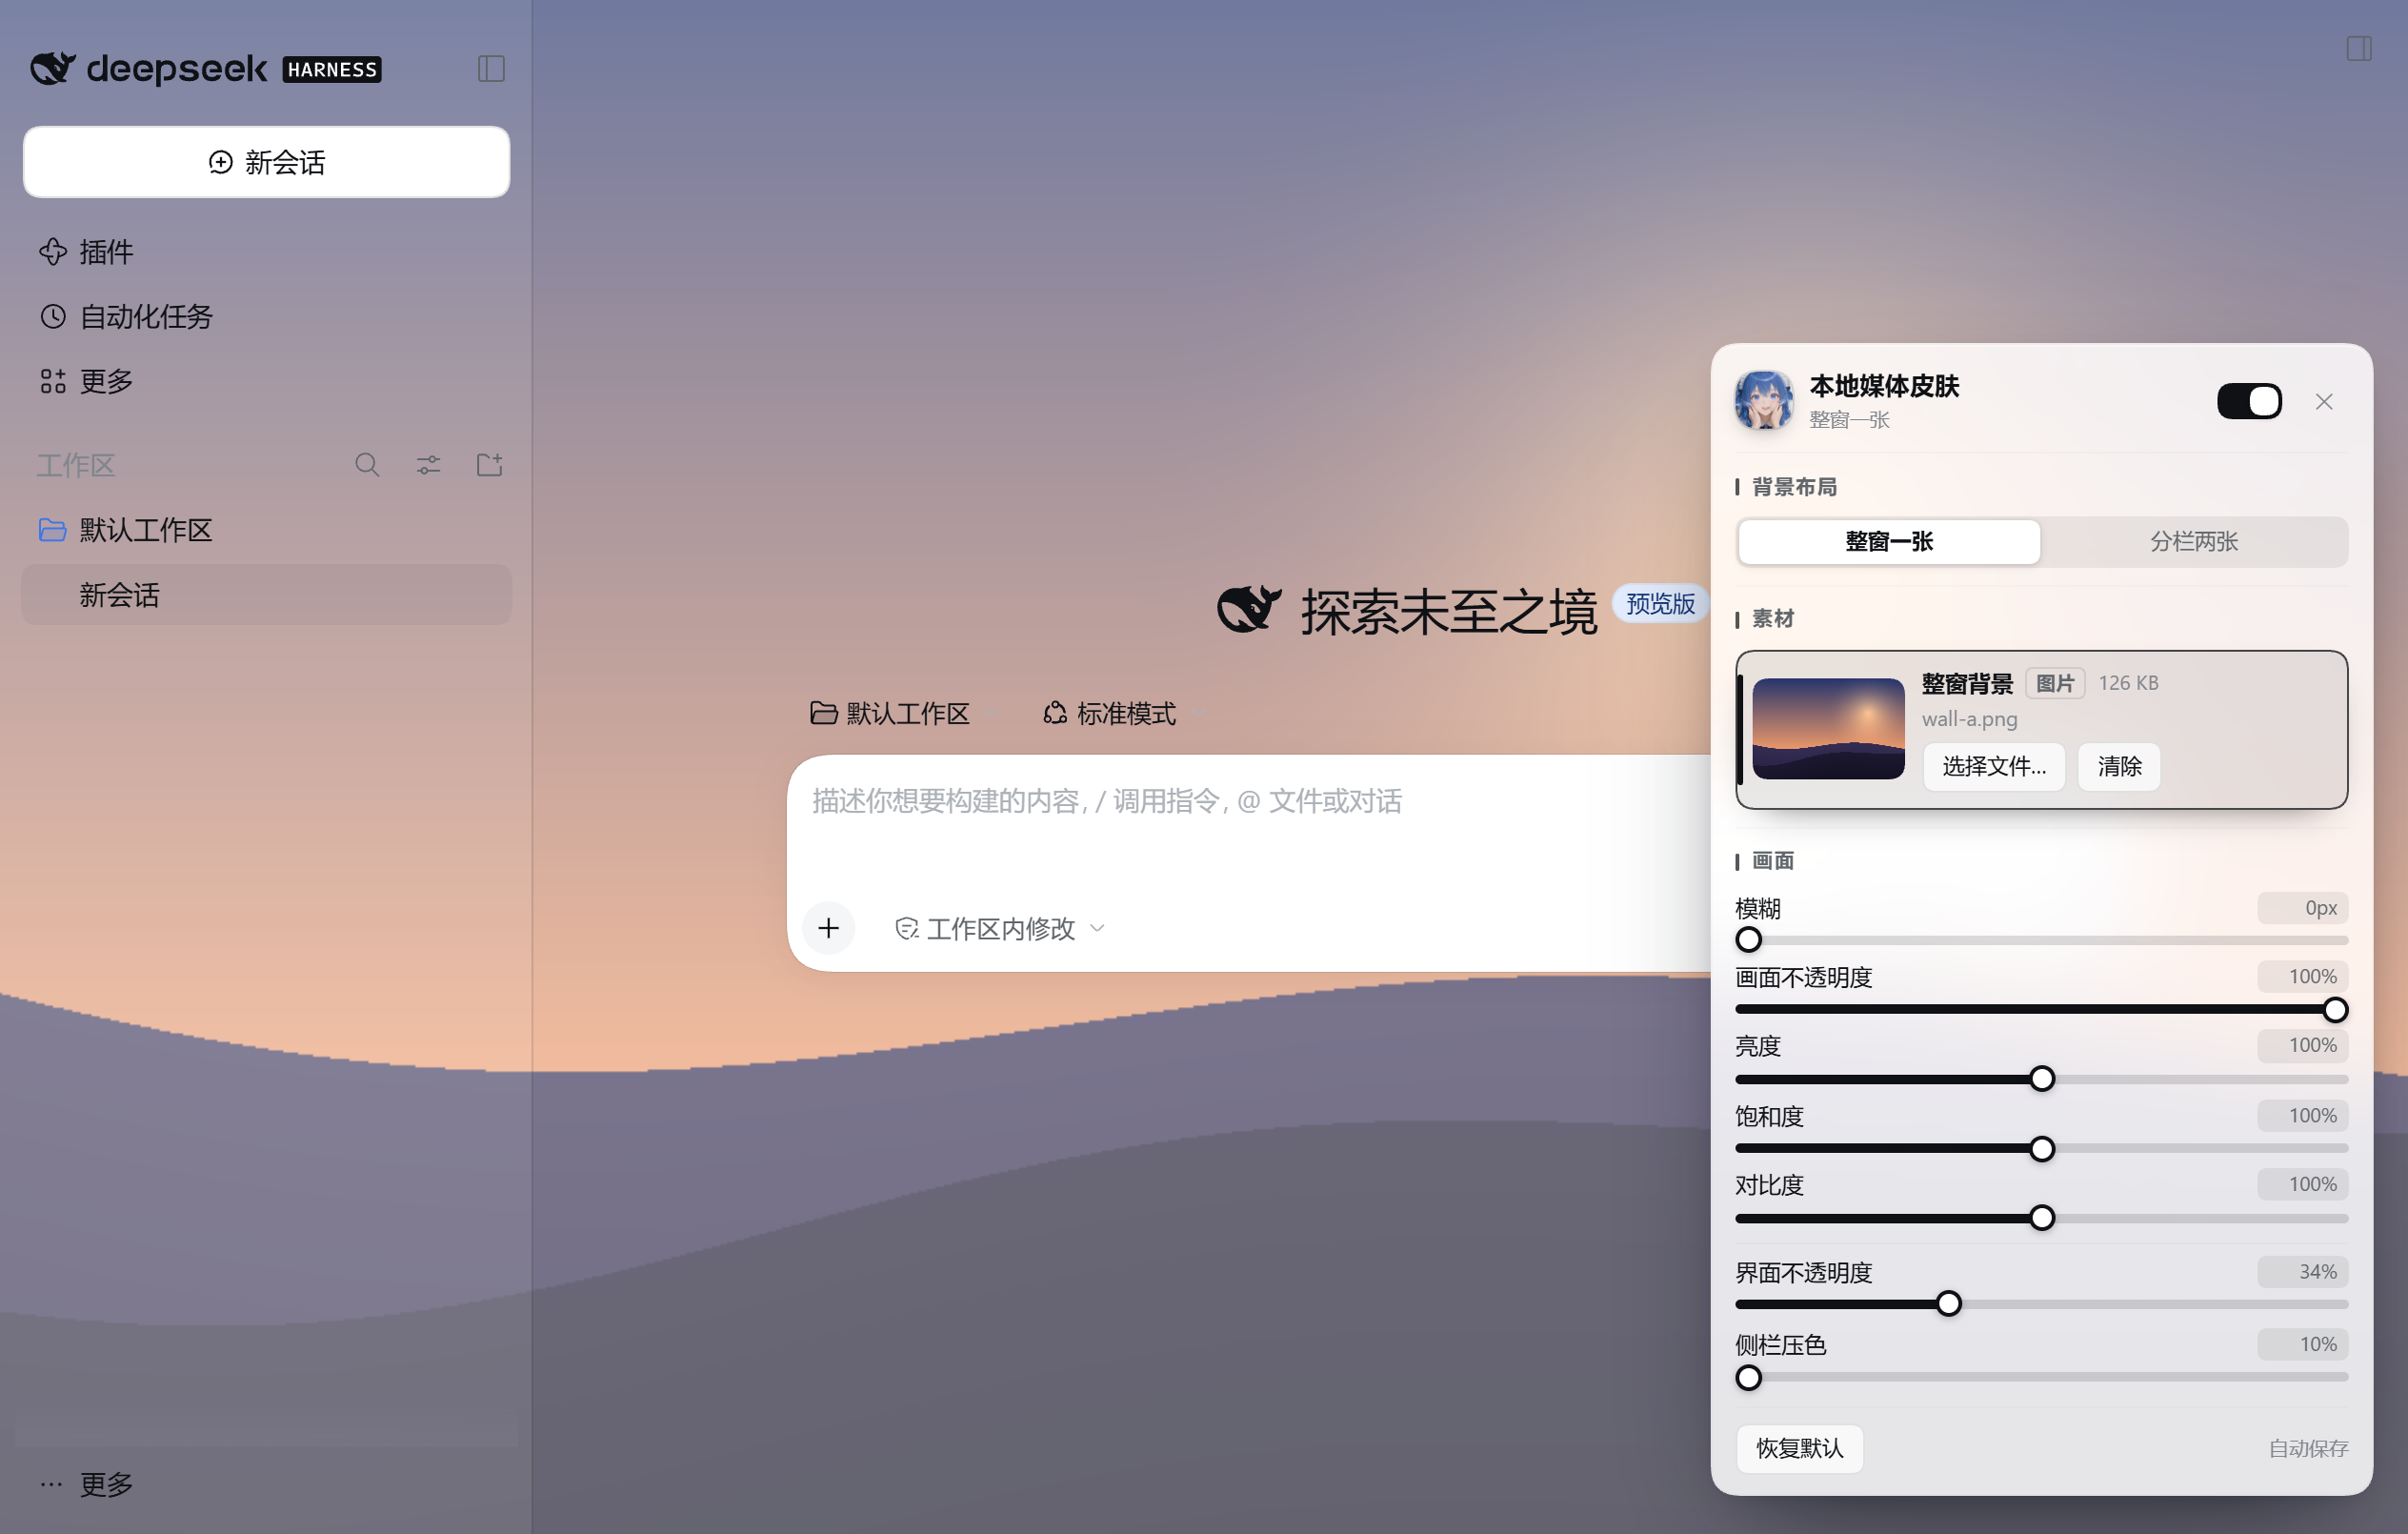 deepseek HARNESS
新会话
插件
自动化任务
更多
工作区
默认工作区
新会话
更多
探索未至之境 预览版
默认工作区 标准模式
描述你想要构建的内容, / 调用指令, @ 文件或对话
工作区内修改
本地媒体皮肤
整窗一张
背景布局
整窗一张 分栏两张
素材
整窗背景 图片 126 KB
wall-a.png
选择文件... 清除
画面
模糊 0px
画面不透明度 100%
亮度 100%
饱和度 100%
对比度 100%
界面不透明度 34%
侧栏压色 10%
恢复默认 自动保存